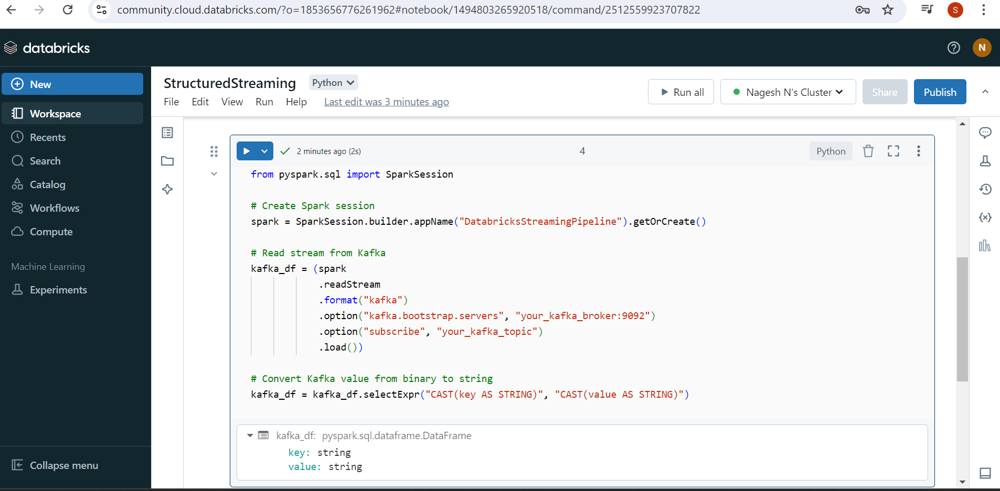 community.cloud.databricks.com/?o=1853656776261962#notebook/1494803265920518/command/2512559923707822
S
databricks
?
N
New
Workspace
Recents
Search
Catalog
Workflows
Compute
Machine Learning
Experiments
Collapse menu
StructuredStreaming
Python
File Edit View Run Help Last edit was 3 minutes ago
Run all
Nagesh N's Cluster
Share
Publish
2 minutes ago (2s)
4
Python
from pyspark.sql import SparkSession
# Create Spark session
spark = SparkSession.builder.appName("DatabricksStreamingPipeline").getOrCreate()
# Read stream from Kafka
kafka_df = (spark
.readStream
.format("kafka")
.option("kafka.bootstrap.servers", "your_kafka_broker:9092")
.option("subscribe", "your_kafka_topic")
.load())
# Convert Kafka value from binary to string
kafka_df = kafka_df.selectExpr("CAST(key AS STRING)", "CAST(value AS STRING)")
kafka_df: pyspark.sql.dataframe.DataFrame
key: string
value: string